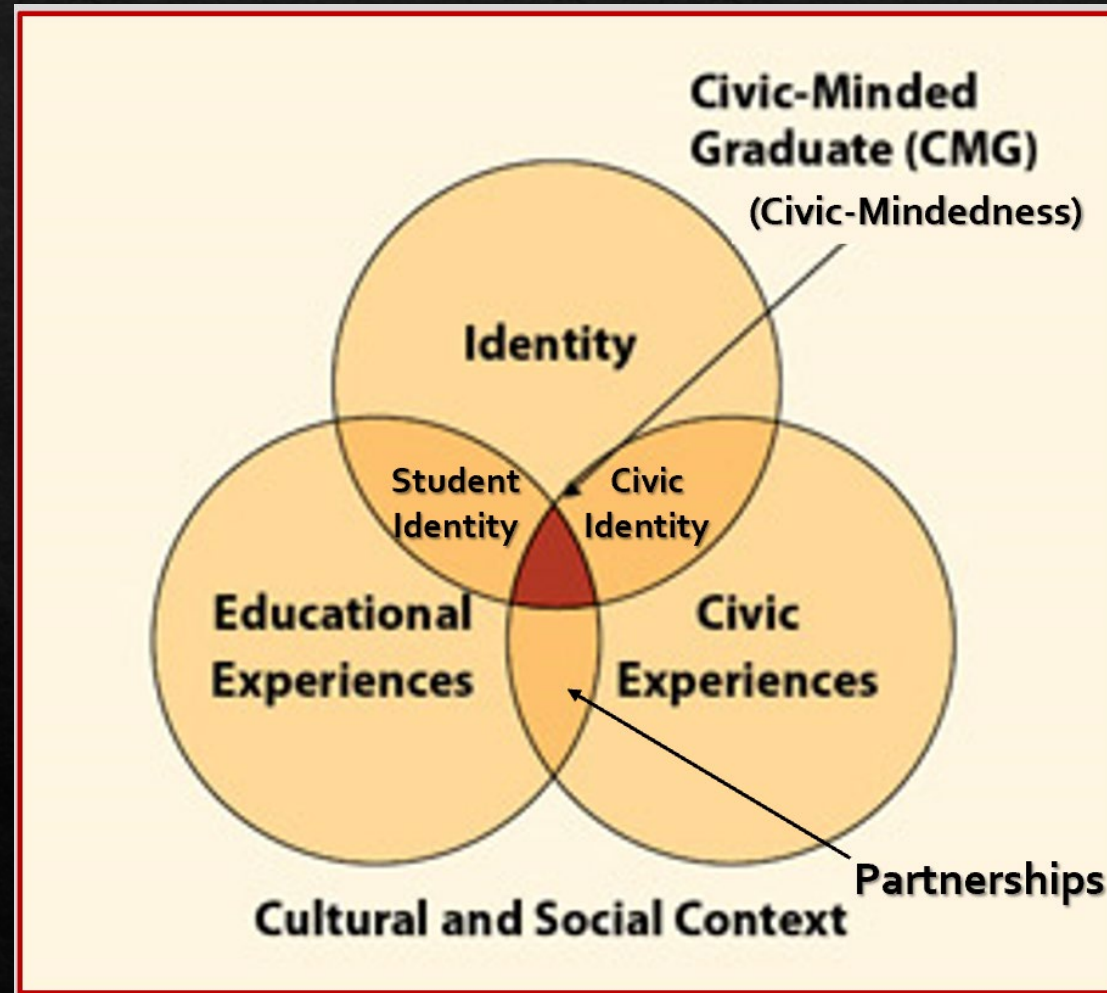 Civic-Minded
Graduate (CMG)
(Civic-Mindedness)
Identity
Student
Identity
Civic
Identity
Educational
Experiences
Civic
Experiences
Partnerships
Cultural and Social Context